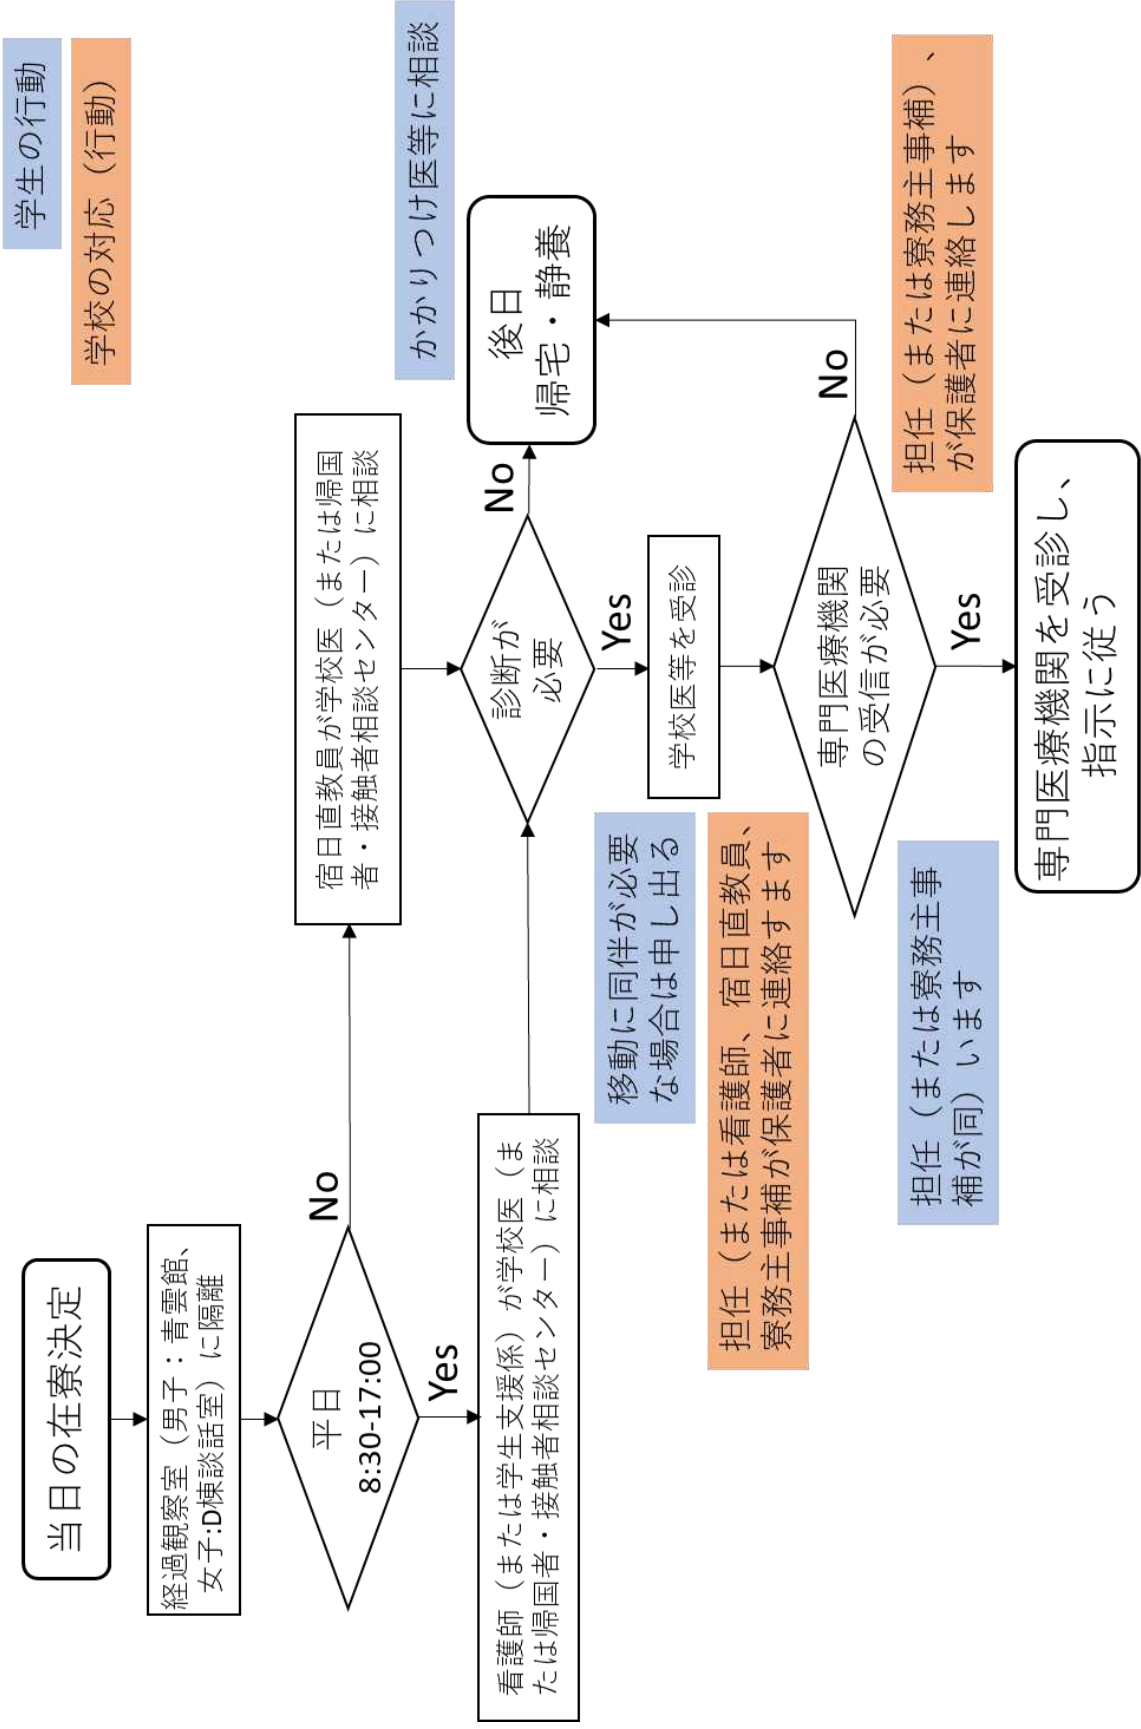 学生の行動
学校の対応（行動）
当日の在寮決定
経過観察室（男子：青雲館、
女子:D棟談話室）に隔離
平日
8:30-17:00
No
Yes
宿日直教員が学校医（または帰国
者・接触者相談センター）に相談
看護師（または学生支援係）が学校医（ま
たは帰国者・接触者相談センター）に相談
診断が
必要
No
Yes
かかりつけ医等に相談
後日
帰宅・静養
移動に同伴が必要
な場合は申し出る
学校医等を受診
担任（または看護師、宿日直教員、
寮務主事補が保護者に連絡すます
専門医療機関
の受信が必要
No
Yes
担任（または寮務主事
補が同）います
担任（または寮務主事補）、
が保護者に連絡します
専門医療機関を受診し、
指示に従う